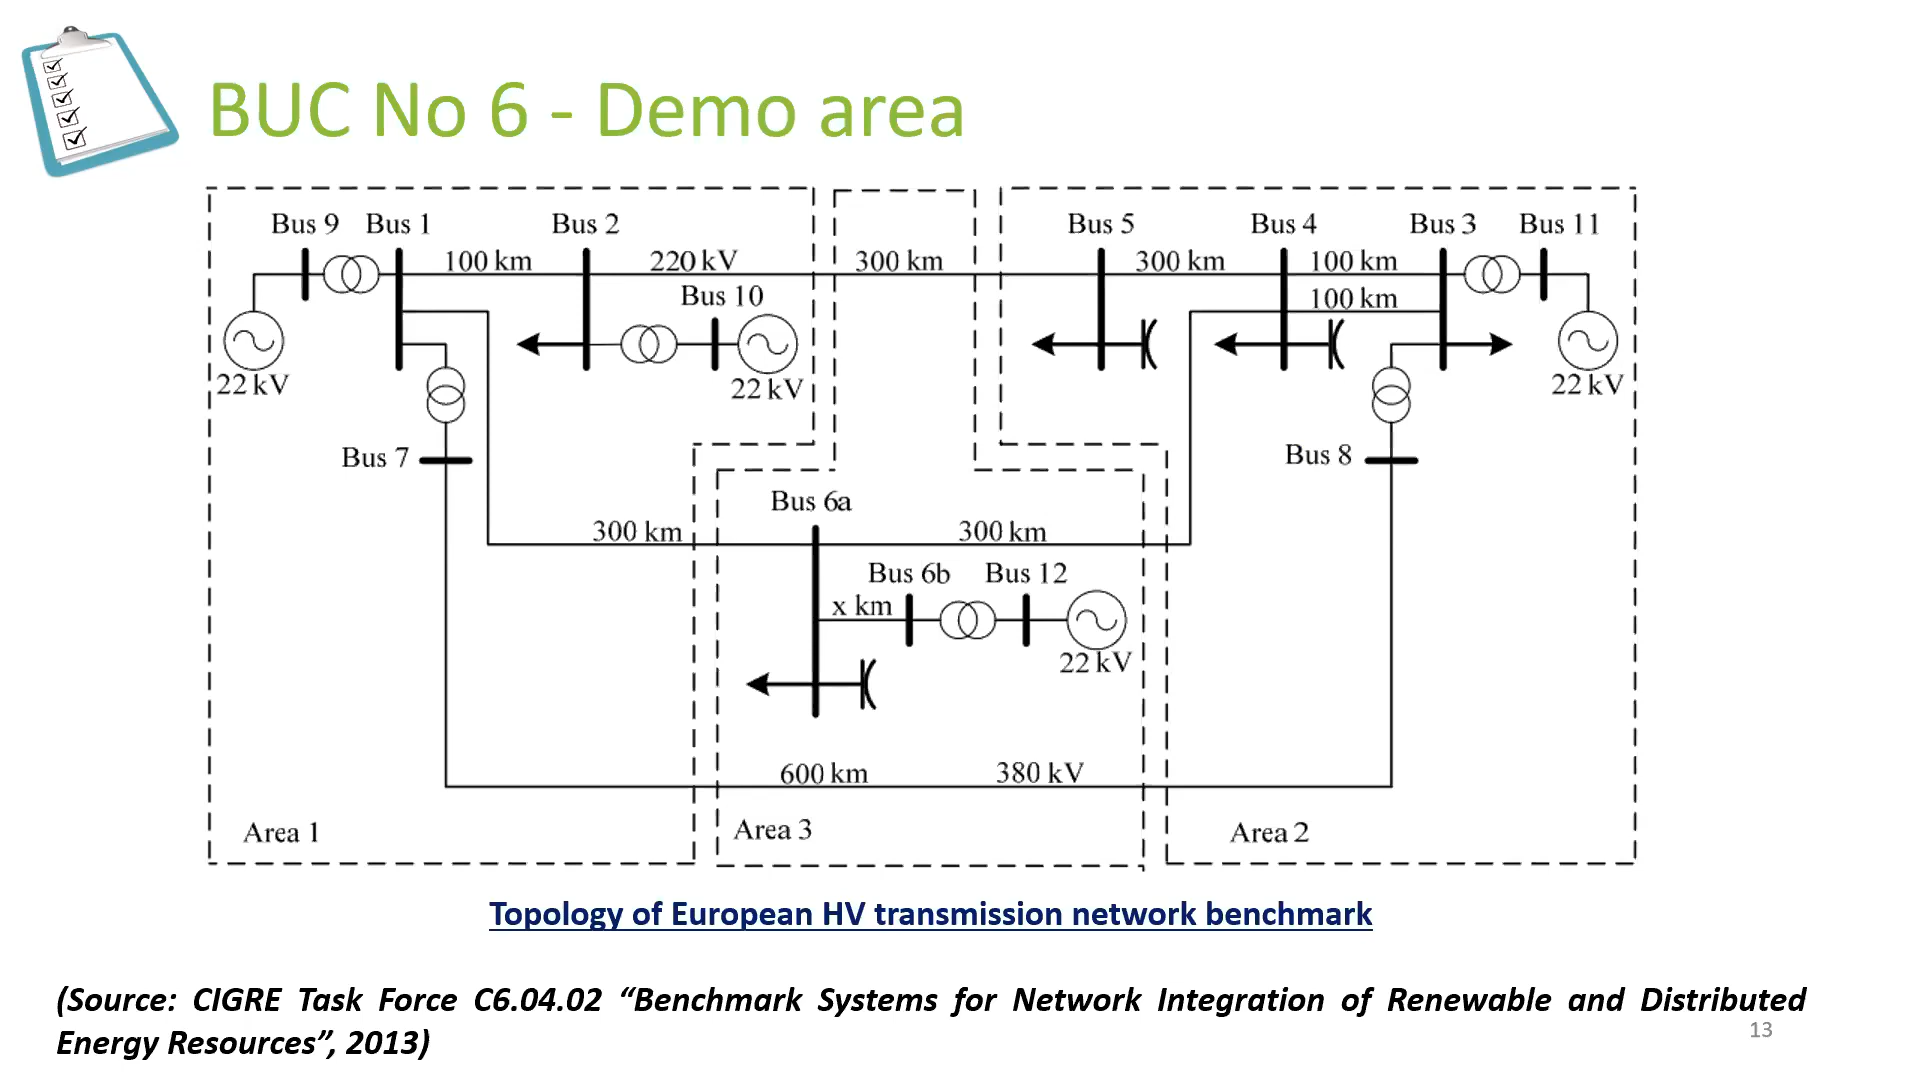 BUC No 6 - Demo area
Bus 9 Bus 1 Bus 2 Bus 5 Bus 4 Bus 3 Bus 11
100 km 220 kV 300 km 300 km 100 km
Bus 10 100 km
22 kV 22 kV 22 kV
Bus 7 Bus 8
Bus 6a
300 km 300 km
Bus 6b Bus 12
x km
22 kV
600 km 380 kV
Area 1 Area 3 Area 2
Topology of European HV transmission network benchmark
(Source: CIGRE Task Force C6.04.02 “Benchmark Systems for Network Integration of Renewable and Distributed
Energy Resources”, 2013)
13